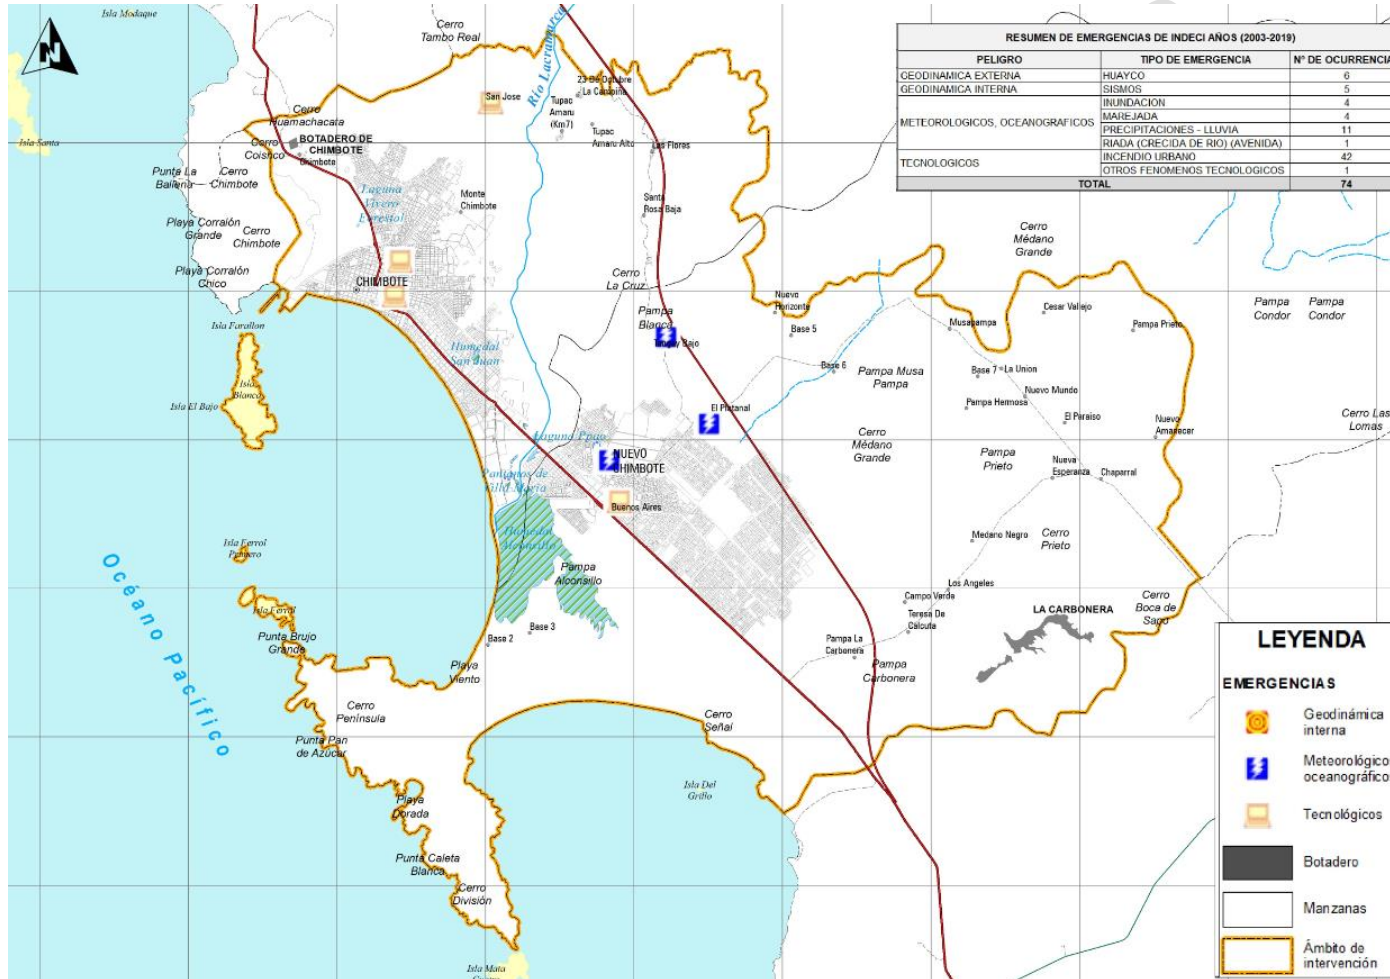 Isla Modaque
Cerro
Tambo Real
N
Río Lacramarca
23 De Octubre
La Campiña
San Jose
Tupac
Amaru
(Km7)
Tupac
Amaru Alto
Las Flores
Cerro
Huamachacata
BOTADERO DE
CHIMBOTE
Chimbote
Cerro
Coishco
Isla Santa
Punta La
Ballena
Cerro
Chimbote
Laguna
Vivero
Forestal
Monte
Chimbote
Santa
Rosa Baja
Playa Corralón
Grande
Cerro
Chimbote
Playa Corralón
Chico
CHIMBOTE
Cerro
La Cruz
Isla Farallon
Pampa
Blanca
Tangay Bajo
Nuevo
Horizonte
Base 5
Humedal
San Juan
Base 6
Isla
Blanca
Isla El Bajo
El Platanal
Laguna Ppao
NUEVO
CHIMBOTE
Pantanos de
Villa Maria
Buenos Aires
Humedal
Alconsillo
Pampa
Alconsillo
Isla Ferrol
Primero
Isla Ferrol
Base 3
Base 2
Punta Brujo
Grande
Playa
Viento
Océano Pacífico
Cerro
Península
Punta Pan
de Azúcar
Playa
Dorada
Punta Caleta
Blanca
Cerro
División
Isla Mata
Cerro
Señal
Isla Del
Grillo
Cerro
Médano
Grande
Cesar Vallejo
Musapampa
Pampa Prieto
Pampa
Condor
Pampa
Condor
Pampa Musa
Pampa
Base 7
La Union
Nuevo Mundo
Pampa Hermosa
El Paraiso
Nuevo
Amanecer
Cerro Las
Lomas
Cerro
Médano
Grande
Pampa
Prieto
Nueva
Esperanza
Chaparral
Medano Negro
Cerro
Prieto
Los Angeles
Campo Verde
Teresa De
Calcuta
LA CARBONERA
Cerro
Boca de
Sapo
Pampa La
Carbonera
Pampa
Carbonera
RESUMEN DE EMERGENCIAS DE INDECI AÑOS (2003-2019)
PELIGRO TIPO DE EMERGENCIA N° DE OCURRENCIA
GEODINAMICA EXTERNA HUAYCO 6
GEODINAMICA INTERNA SISMOS 5
METEOROLOGICOS, OCEANOGRAFICOS INUNDACION 4
MAREJADA 4
PRECIPITACIONES - LLUVIA 11
RIADA (CRECIDA DE RIO) (AVENIDA) 1
TECNOLOGICOS INCENDIO URBANO 42
OTROS FENOMENOS TECNOLOGICOS 1
TOTAL 74
LEYENDA
EMERGENCIAS
Geodinámica
interna
Meteorológico
oceanográfico
Tecnológicos
Botadero
Manzanas
Ámbito de
intervención